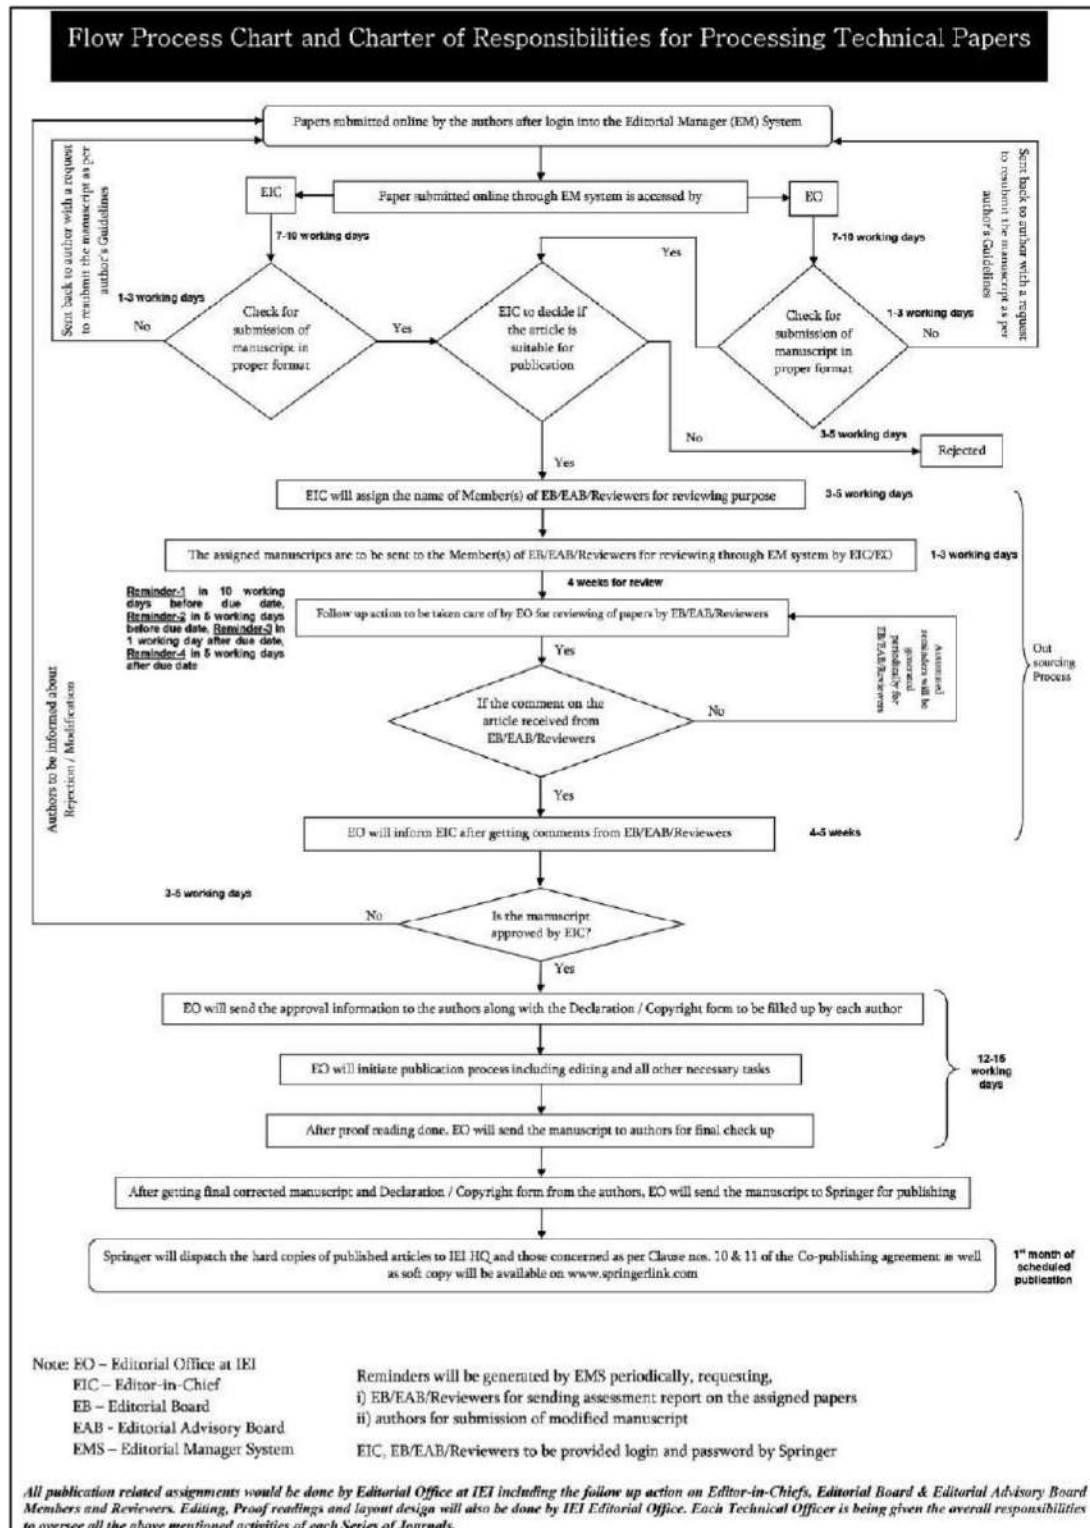 Flow Process Chart and Charter of Responsibilities for Processing Technical Papers
Papers submitted online by the authors after login into the Editorial Manager (EM) System
Sent back to author with a request
to resubmit the manuscript as per
author's Guidelines
EIC
Paper submitted online through EM system is accessed by
EO
Sent back to author with a request
to resubmit the manuscript as per
author's Guidelines
7-10 working days
7-10 working days
Yes
1-3 working days
No
Check for
submission of
manuscript in
proper format
Yes
EIC to decide if
the article is
suitable for
publication
Check for
submission of
manuscript in
proper format
1-3 working days
No
No
3-5 working days
Rejected
Yes
EIC will assign the name of Member(s) of EB/EAB/Reviewers for reviewing purpose
3-5 working days
The assigned manuscripts are to be sent to the Member(s) of EB/EAB/Reviewers for reviewing through EM system by EIC/EO
1-3 working days
4 weeks for review
Reminder-1 in 10 working
days before due date,
Reminder-2 in 5 working days
before due date, Reminder-3 in
1 working day after due date,
Reminder-4 in 5 working days
after due date
Follow up action to be taken care of by EO for reviewing of papers by EB/EAB/Reviewers
Automated
reminders will be
generated
periodically for
EB/EAB/Reviewers
Out
sourcing
Process
Yes
If the comment on the
article received from
EB/EAB/Reviewers
No
Authors to be informed about
Rejection / Modification
Yes
EO will inform EIC after getting comments from EB/EAB/Reviewers
4-5 weeks
3-5 working days
No
Is the manuscript
approved by EIC?
Yes
EO will send the approval information to the authors along with the Declaration / Copyright form to be filled up by each author
EO will initiate publication process including editing and all other necessary tasks
12-15
working
days
After proof reading done. EO will send the manuscript to authors for final check up
After getting final corrected manuscript and Declaration / Copyright form from the authors, EO will send the manuscript to Springer for publishing
Springer will dispatch the hard copies of published articles to IEI HQ and those concerned as per Clause nos. 10 & 11 of the Co-publishing agreement as well
as soft copy will be available on www.springerlink.com
1st month of
scheduled
publication
Note: EO – Editorial Office at IEI
EIC – Editor-in-Chief
EB – Editorial Board
EAB - Editorial Advisory Board
EMS – Editorial Manager System
Reminders will be generated by EMS periodically, requesting,
i) EB/EAB/Reviewers for sending assessment report on the assigned papers
ii) authors for submission of modified manuscript
EIC, EB/EAB/Reviewers to be provided login and password by Springer
All publication related assignments would be done by Editorial Office at IEI including the follow up action on Editor-in-Chiefs, Editorial Board & Editorial Advisory Board
Members and Reviewers. Editing, Proof readings and layout design will also be done by IEI Editorial Office. Each Technical Officer is being given the overall responsibilities
to oversee all the above mentioned activities of each Series of Journals.